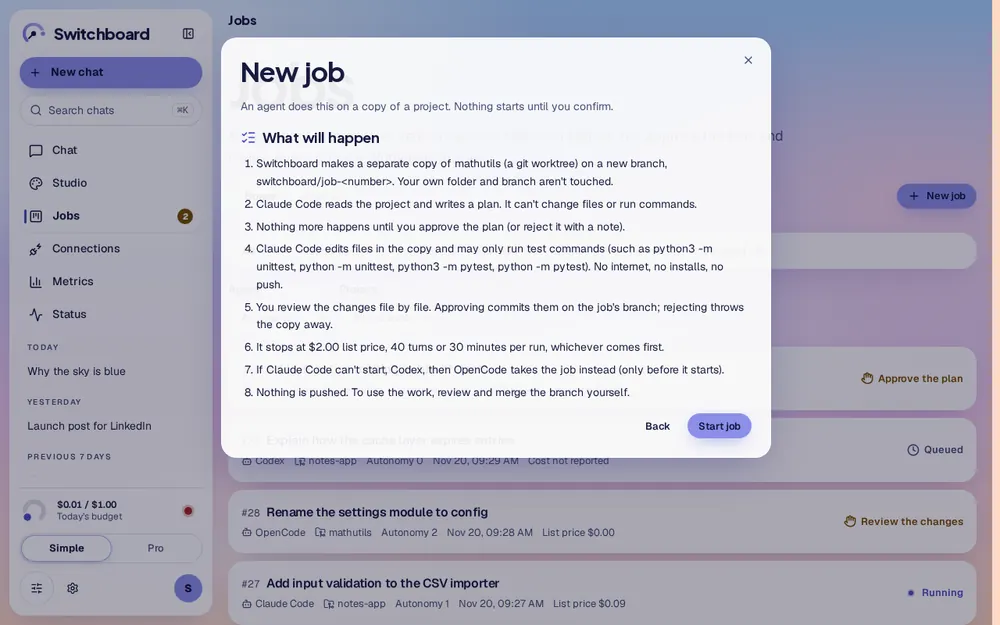 Switchboard
New chat
Search chats
⌘K
Chat
Studio
Jobs
2
Connections
Metrics
Status
TODAY
Why the sky is blue
YESTERDAY
Launch post for LinkedIn
PREVIOUS 7 DAYS
$0.01 / $1.00
Today's budget
Simple
Pro
S
Jobs
New job
An agent does this on a copy of a project. Nothing starts until you confirm.
What will happen
1. Switchboard makes a separate copy of mathutils (a git worktree) on a new branch,
switchboard/job-<number>. Your own folder and branch aren't touched.
2. Claude Code reads the project and writes a plan. It can't change files or run commands.
3. Nothing more happens until you approve the plan (or reject it with a note).
4. Claude Code edits files in the copy and may only run test commands (such as python3 -m
unittest, python -m unittest, python3 -m pytest, python -m pytest). No internet, no installs, no
push.
5. You review the changes file by file. Approving commits them on the job's branch; rejecting throws
the copy away.
6. It stops at $2.00 list price, 40 turns or 30 minutes per run, whichever comes first.
7. If Claude Code can't start, Codex, then OpenCode takes the job instead (only before it starts).
8. Nothing is pushed. To use the work, review and merge the branch yourself.
Back
Start job
and
New job
Approve the plan
Explain how the cache layer expires entries
Codex notes-app Autonomy 0 Nov 20, 09:29 AM Cost not reported
Queued
#28 Rename the settings module to config
OpenCode mathutils Autonomy 2 Nov 20, 09:28 AM List price $0.00
Review the changes
#27 Add input validation to the CSV importer
Claude Code notes-app Autonomy 1 Nov 20, 09:27 AM List price $0.09
Running